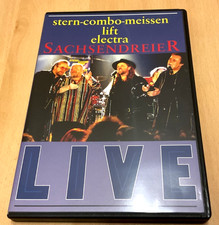 stern-combo-meissen
lift
electra
SACHSENDREIER
LIVE